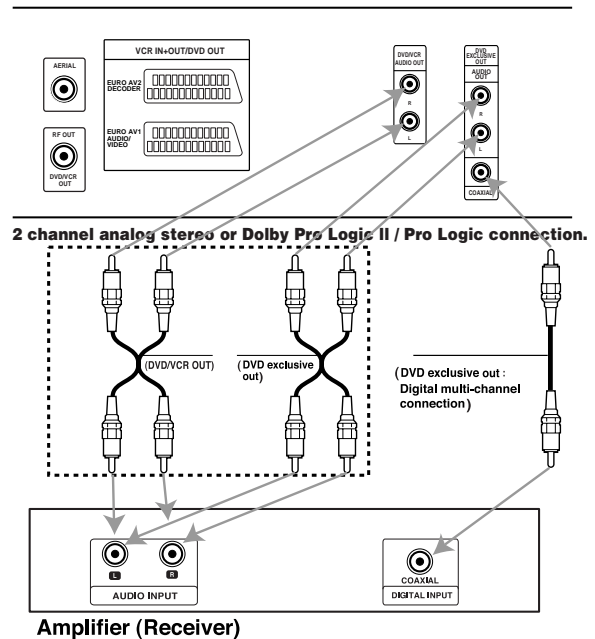 VCR IN+OUT/DVD OUT
AERIAL
EURO AV2
DECODER
RF OUT
EURO AV1
AUDIO/
VIDEO
DVD/VCR
OUT
DVD/VCR
AUDIO OUT
R
L
DVD
EXCLUSIVE
OUT
AUDIO
OUT
R
L
COAXIAL
2 channel analog stereo or Dolby Pro Logic II / Pro Logic connection.
(DVD/VCR OUT)
(DVD exclusive
out)
(DVD exclusive out :
Digital multi-channel
connection)
L
R
AUDIO INPUT
COAXIAL
DIGITAL INPUT
Amplifier (Receiver)